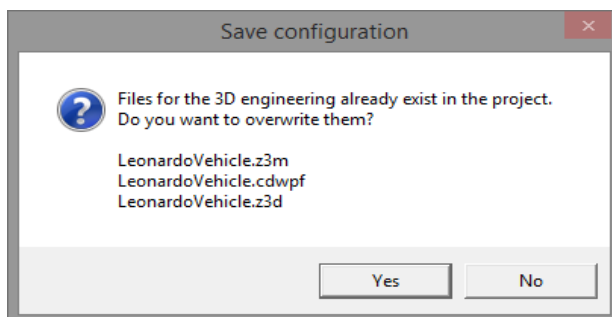 Save configuration
Files for the 3D engineering already exist in the project.
Do you want to overwrite them?
LeonardoVehicle.z3m
LeonardoVehicle.cdwpf
LeonardoVehicle.z3d
Yes
No